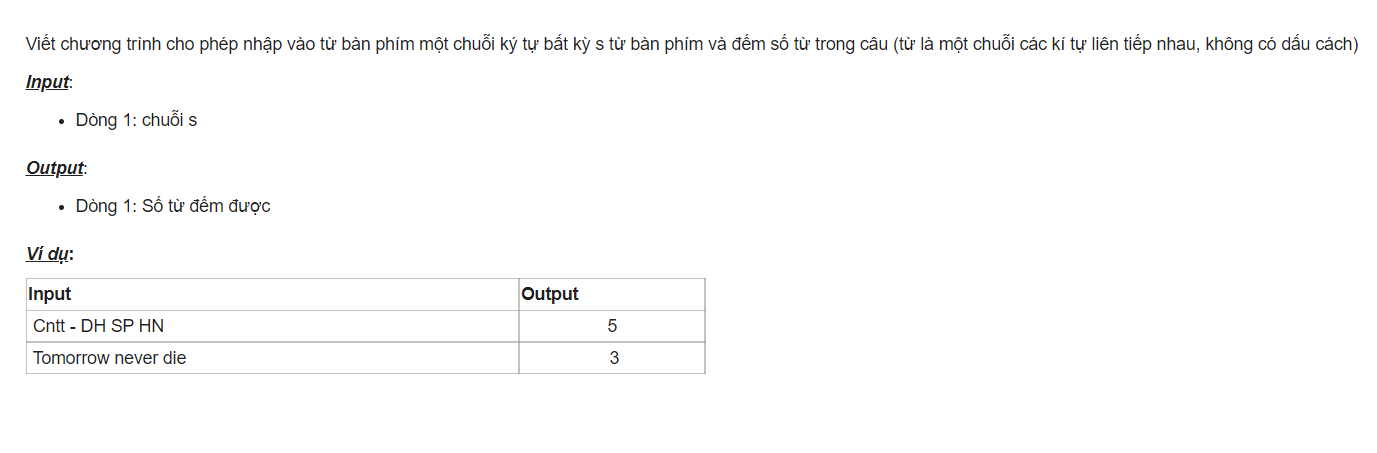 Viết chương trình cho phép nhập vào từ bàn phím một chuỗi ký tự bất kỳ s từ bàn phím và đếm số từ trong câu (từ là một chuỗi các kí tự liên tiếp nhau, không có dấu cách)
Input:
• Dòng 1: chuỗi s
Output:
• Dòng 1: Số từ đếm được
Ví dụ:
Input Output
Cntt - DH SP HN 5
Tomorrow never die 3